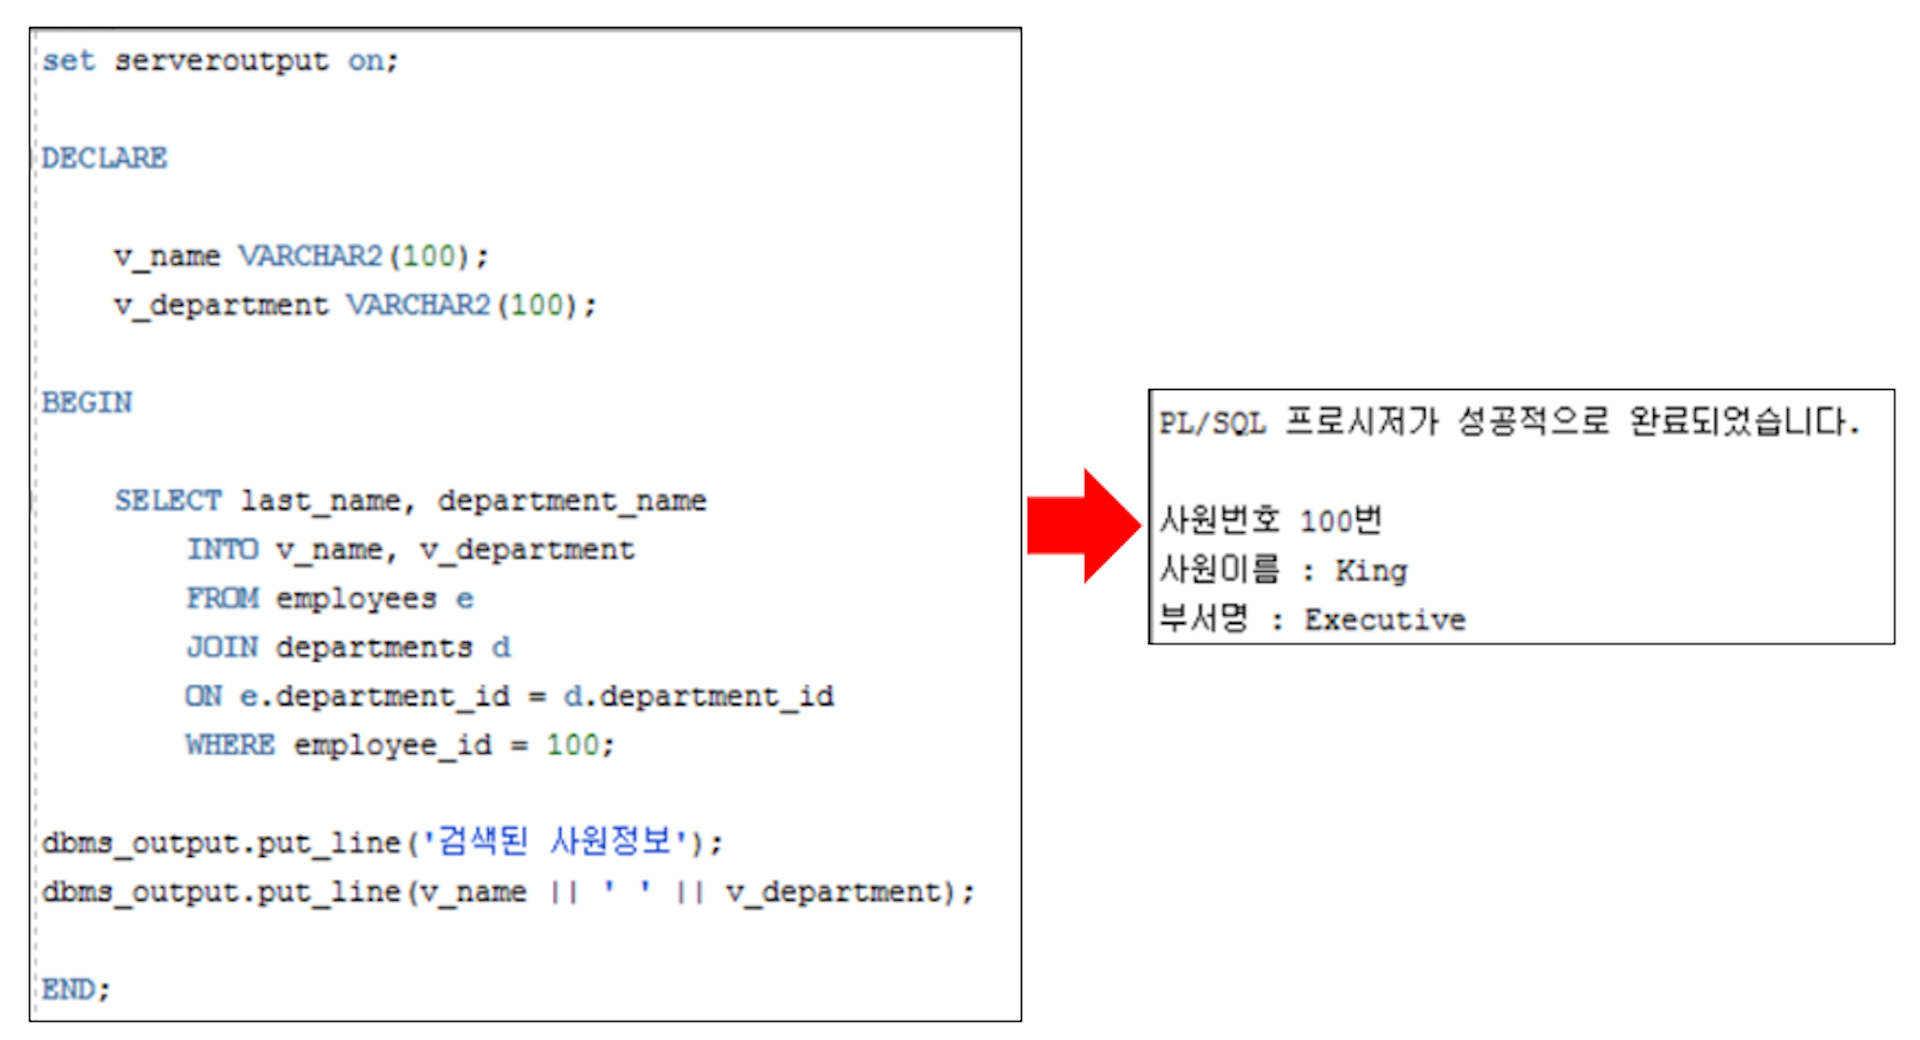 set serveroutput on;
DECLARE
v_name VARCHAR2(100);
v_department VARCHAR2(100);
BEGIN
SELECT last_name, department_name
INTO v_name, v_department
FROM employees e
JOIN departments d
ON e.department_id = d.department_id
WHERE employee_id = 100;
dbms_output.put_line('검색된 사원정보');
dbms_output.put_line(v_name || ' ' || v_department);
END;
PL/SQL 프로시저가 성공적으로 완료되었습니다.
사원번호 100번
사원이름 : King
부서명 : Executive